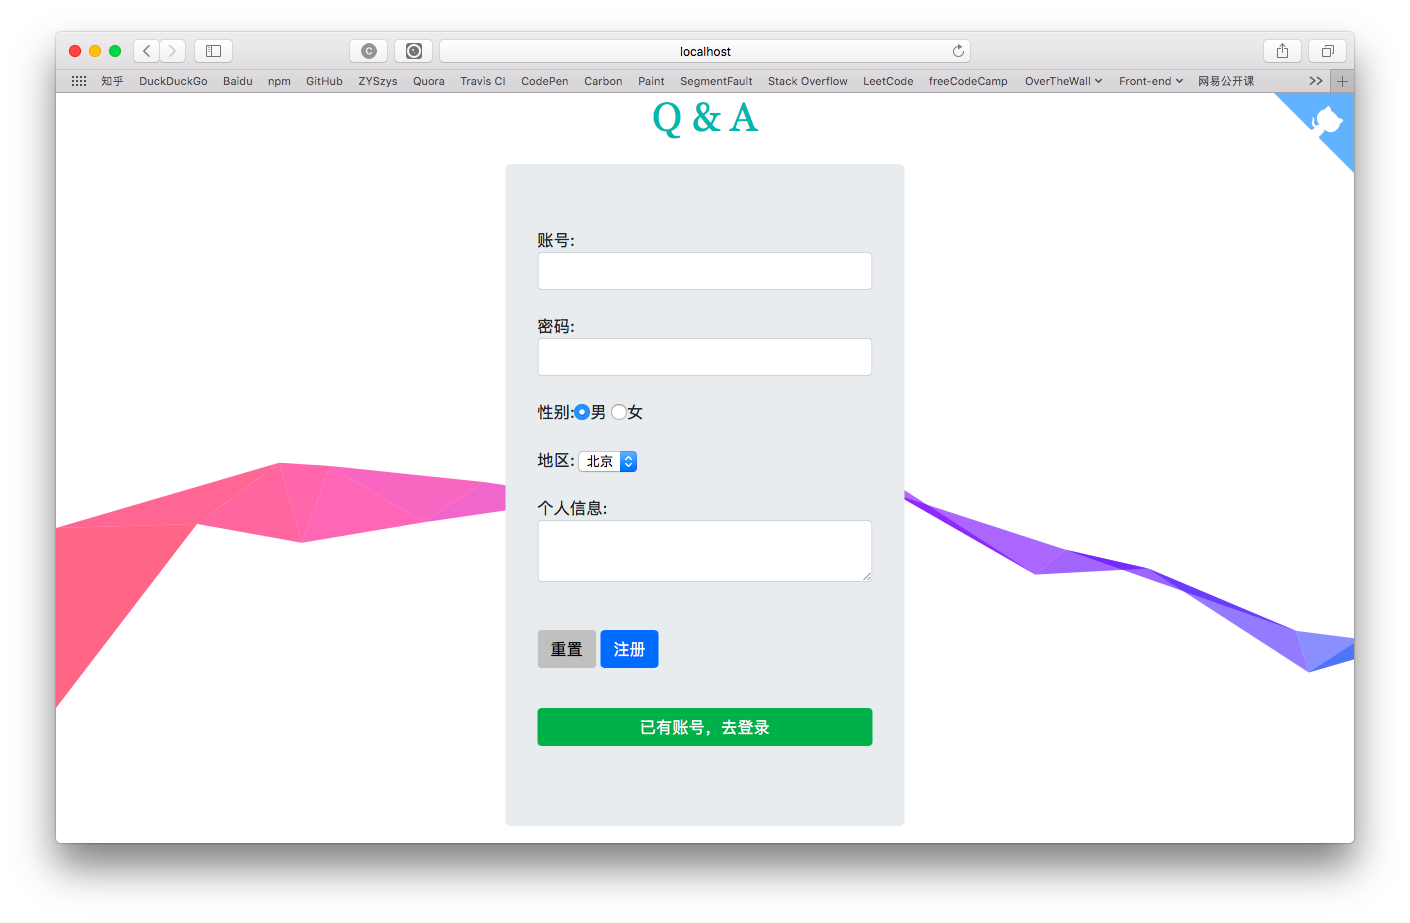 localhost
知乎 DuckDuckGo Baidu npm GitHub ZYSzys Quora Travis CI CodePen Carbon Paint SegmentFault Stack Overflow LeetCode freeCodeCamp OverTheWall Front-end 网易公开课 >>
Q & A
账号:
密码:
性别:男 女
地区: 北京
个人信息:
重置 注册
已有账号，去登录